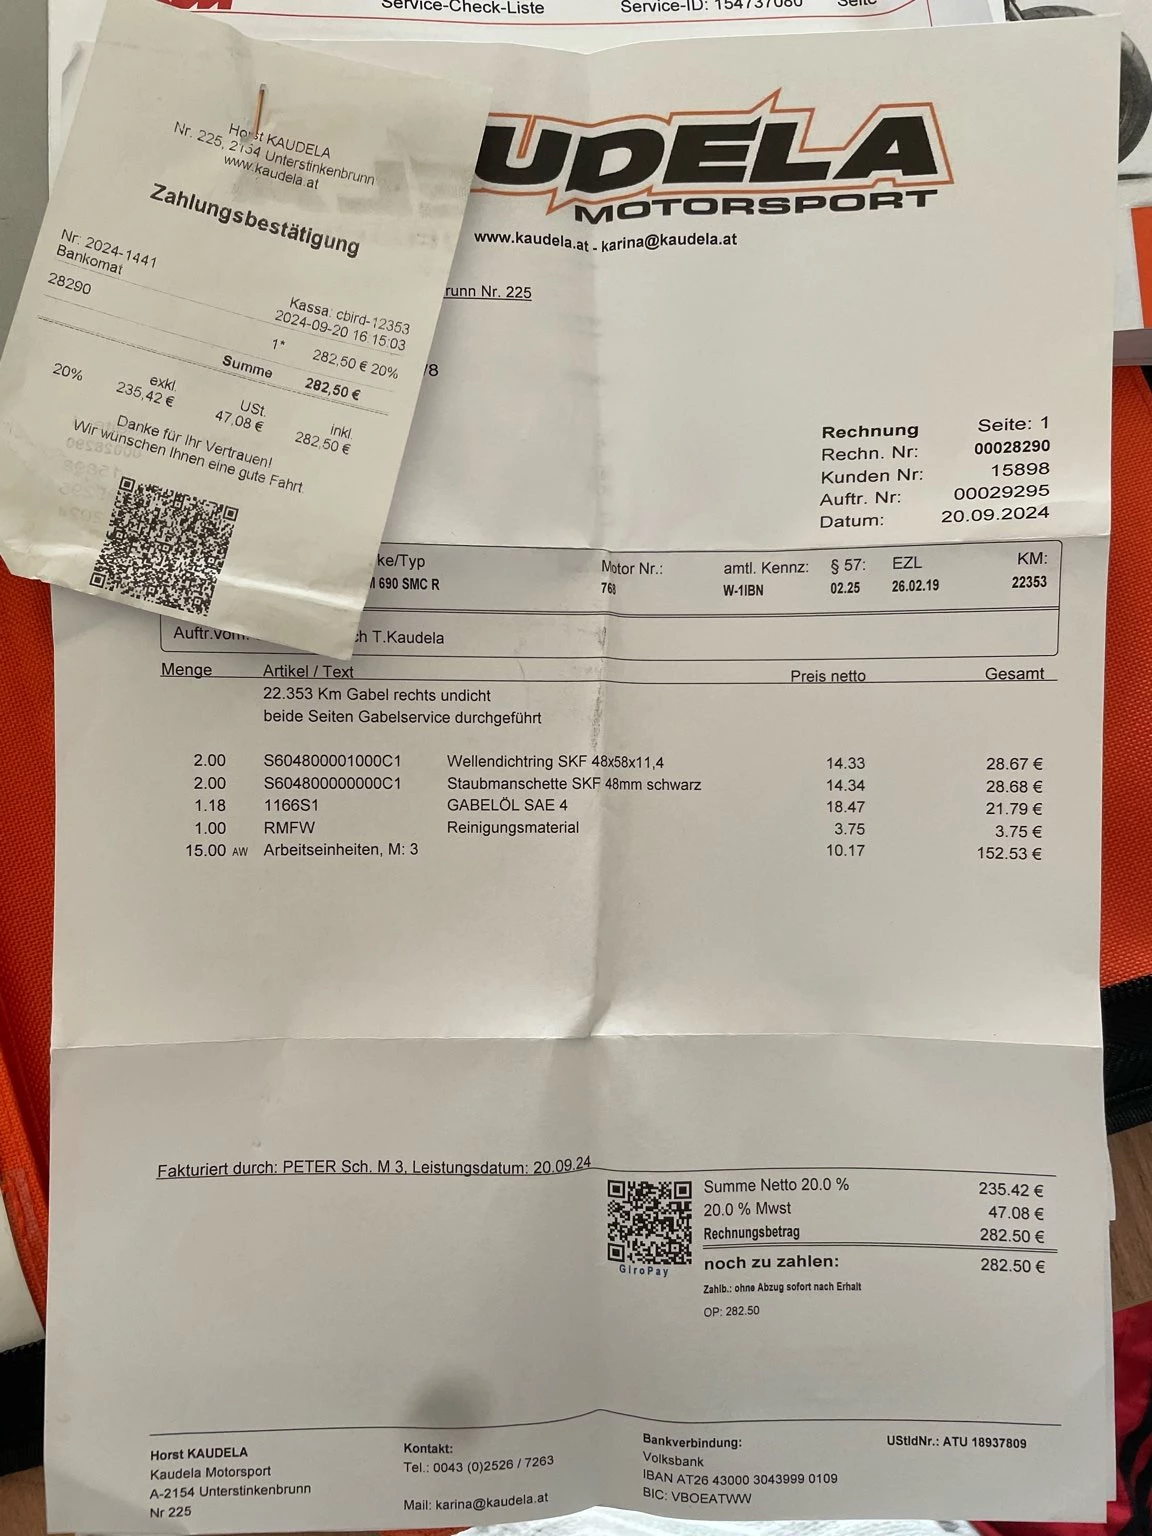 Service-Check-Liste Service-ID: 154737080 Seite
Horst KAUDELA
Nr. 225, 2154 Unterstinkenbrunn
www.kaudela.at
Zahlungsbestätigung
Nr. 2024-1441
Bankomat
Kassa: cbird-12353
2024-09-20 16:15:03
28290
1* 282,50 € 20%
Summe 282,50 €
exkl. USt. inkl.
20% 235,42 € 47,08 € 282,50 €
Danke für Ihr Vertrauen!
Wir wünschen Ihnen eine gute Fahrt.
UDELA
MOTORSPORT
www.kaudela.at - karina@kaudela.at
runn Nr. 225
/8
Rechnung Seite: 1
Rechn. Nr: 00028290
Kunden Nr: 15898
Auftr. Nr: 00029295
Datum: 20.09.2024
ke/Typ Motor Nr.: amtl. Kennz: § 57: EZL KM:
690 SMC R 768 W-1IBN 02.25 26.02.19 22353
Auftr.vom: ch T.Kaudela
Menge Artikel / Text Preis netto Gesamt
22.353 Km Gabel rechts undicht
beide Seiten Gabelservice durchgeführt
2.00 S604800001000C1 Wellendichtring SKF 48x58x11,4 14.33 28.67 €
2.00 S604800000000C1 Staubmanschette SKF 48mm schwarz 14.34 28.68 €
1.18 1166S1 GABELÖL SAE 4 18.47 21.79 €
1.00 RMFW Reinigungsmaterial 3.75 3.75 €
15.00 AW Arbeitseinheiten, M: 3 10.17 152.53 €
Fakturiert durch: PETER Sch. M 3, Leistungsdatum: 20.09.24
Summe Netto 20.0 % 235.42 €
20.0 % Mwst 47.08 €
Rechnungsbetrag 282.50 €
GiroPay
noch zu zahlen: 282.50 €
Zahlb.: ohne Abzug sofort nach Erhalt
OP: 282.50
Horst KAUDELA
Kaudela Motorsport
A-2154 Unterstinkenbrunn
Nr 225
Kontakt:
Tel.: 0043 (0)2526 / 7263
Mail: karina@kaudela.at
Bankverbindung:
Volksbank
IBAN AT26 43000 3043999 0109
BIC: VBOEATWW
UStIdNr.: ATU 18937809